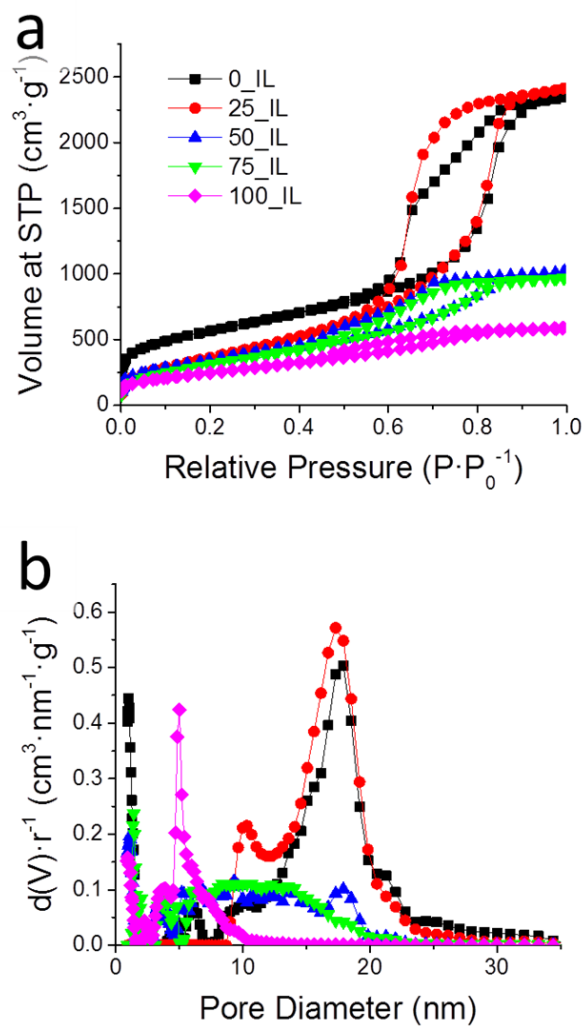 a
Volume at STP (cm³·g⁻¹)
2500
2000
1500
1000
500
0
0_IL
25_IL
50_IL
75_IL
100_IL
0.0 0.2 0.4 0.6 0.8 1.0
Relative Pressure (P·P₀⁻¹)
b
d(V)·r⁻¹ (cm³·nm⁻¹·g⁻¹)
0.6
0.5
0.4
0.3
0.2
0.1
0.0
0 10 20 30
Pore Diameter (nm)